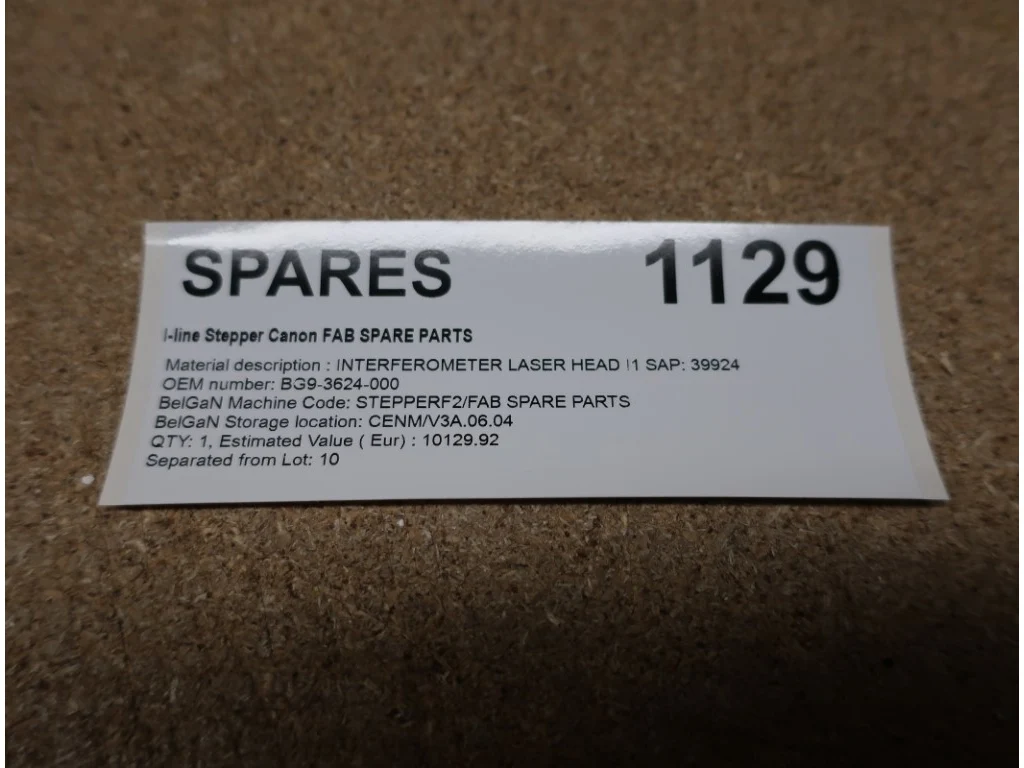 SPARES 1129
I-line Stepper Canon FAB SPARE PARTS
Material description : INTERFEROMETER LASER HEAD I1 SAP: 39924
OEM number: BG9-3624-000
BelGaN Machine Code: STEPPERF2/FAB SPARE PARTS
BelGaN Storage location: CENM/V3A.06.04
QTY: 1, Estimated Value ( Eur) : 10129.92
Separated from Lot: 10